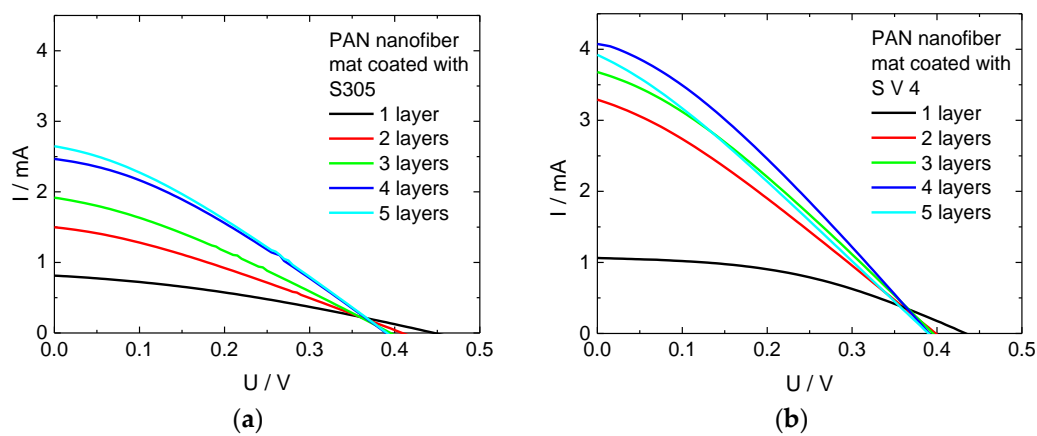 PAN nanofiber
mat coated with
S305
1 layer
2 layers
3 layers
4 layers
5 layers
I / mA
4
3
2
1
0
0.0 0.1 0.2 0.3 0.4 0.5
U / V
(a)
PAN nanofiber
mat coated with
S V 4
1 layer
2 layers
3 layers
4 layers
5 layers
I / mA
4
3
2
1
0
0.0 0.1 0.2 0.3 0.4 0.5
U / V
(b)